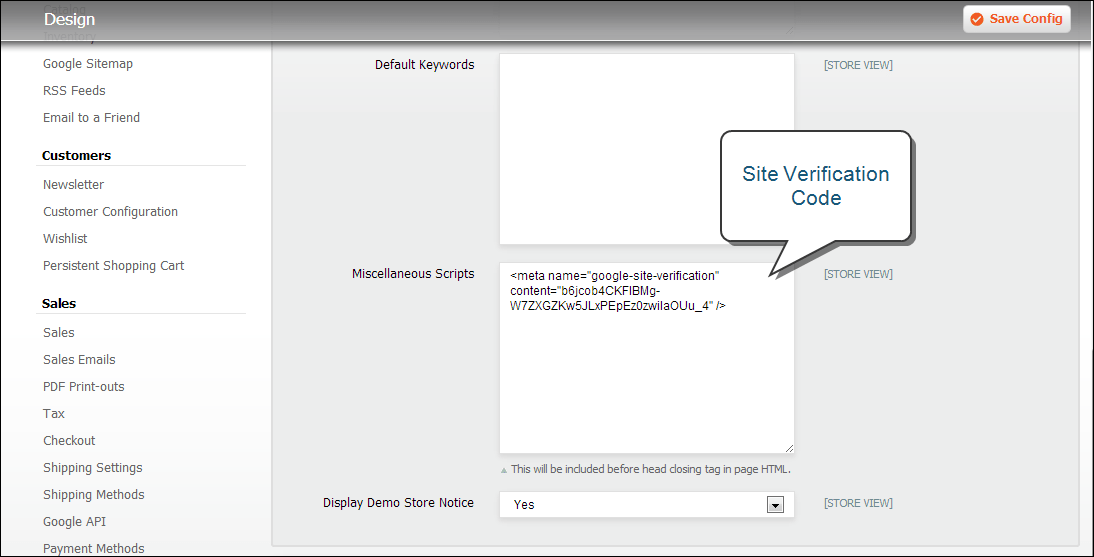 Catalog
Design
Save Config
Inventory
Google Sitemap
RSS Feeds
Email to a Friend
Customers
Newsletter
Customer Configuration
Wishlist
Persistent Shopping Cart
Sales
Sales
Sales Emails
PDF Print-outs
Tax
Checkout
Shipping Settings
Shipping Methods
Google API
Payment Methods
Default Keywords
[STORE VIEW]
Site Verification
Code
Miscellaneous Scripts
<meta name="google-site-verification"
content="b6jcob4CKFIBMg-
W7ZXGZKw5JLxPEpEz0zwiIaOUu_4" />
[STORE VIEW]
This will be included before head closing tag in page HTML.
Display Demo Store Notice
Yes
[STORE VIEW]